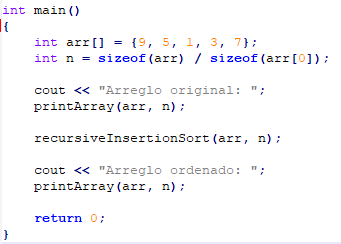 int main()
{
    int arr[] = {9, 5, 1, 3, 7};
    int n = sizeof(arr) / sizeof(arr[0]);

    cout << "Arreglo original: ";
    printArray(arr, n);

    recursiveInsertionSort(arr, n);

    cout << "Arreglo ordenado: ";
    printArray(arr, n);

    return 0;
}